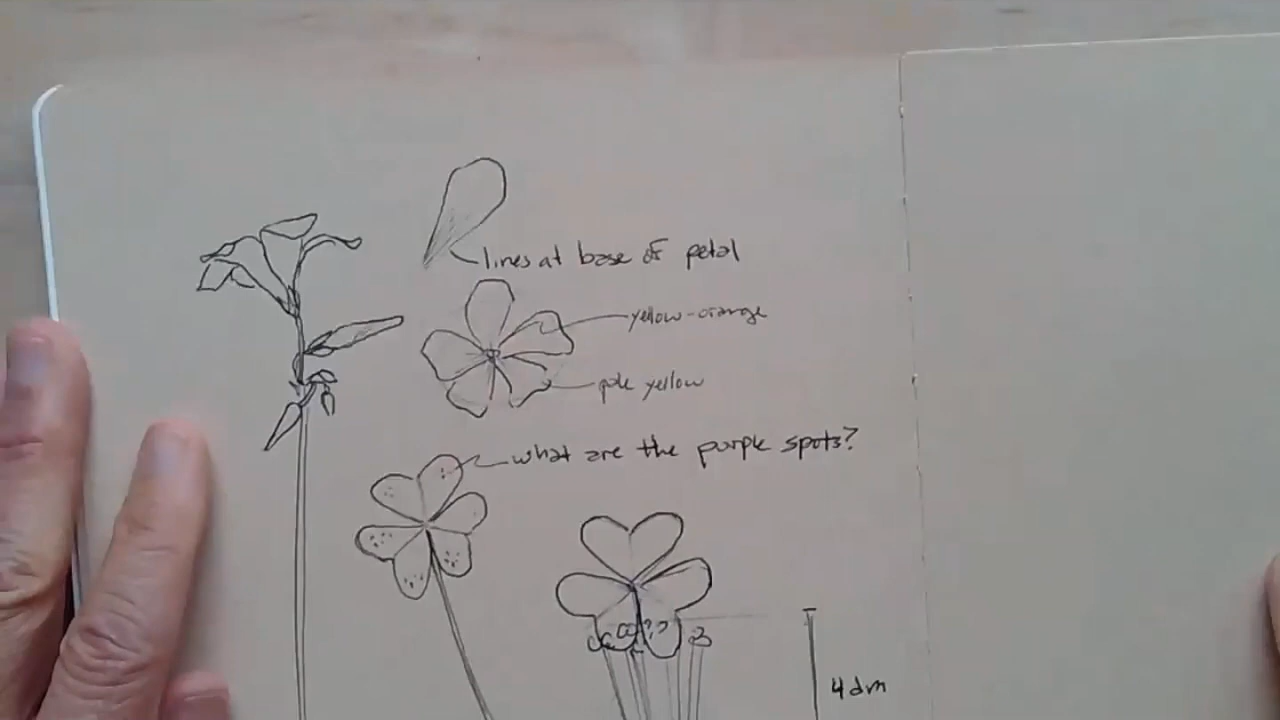 lines at base of petal
yellow-orange
pale yellow
what are the purple spots?
4 dm